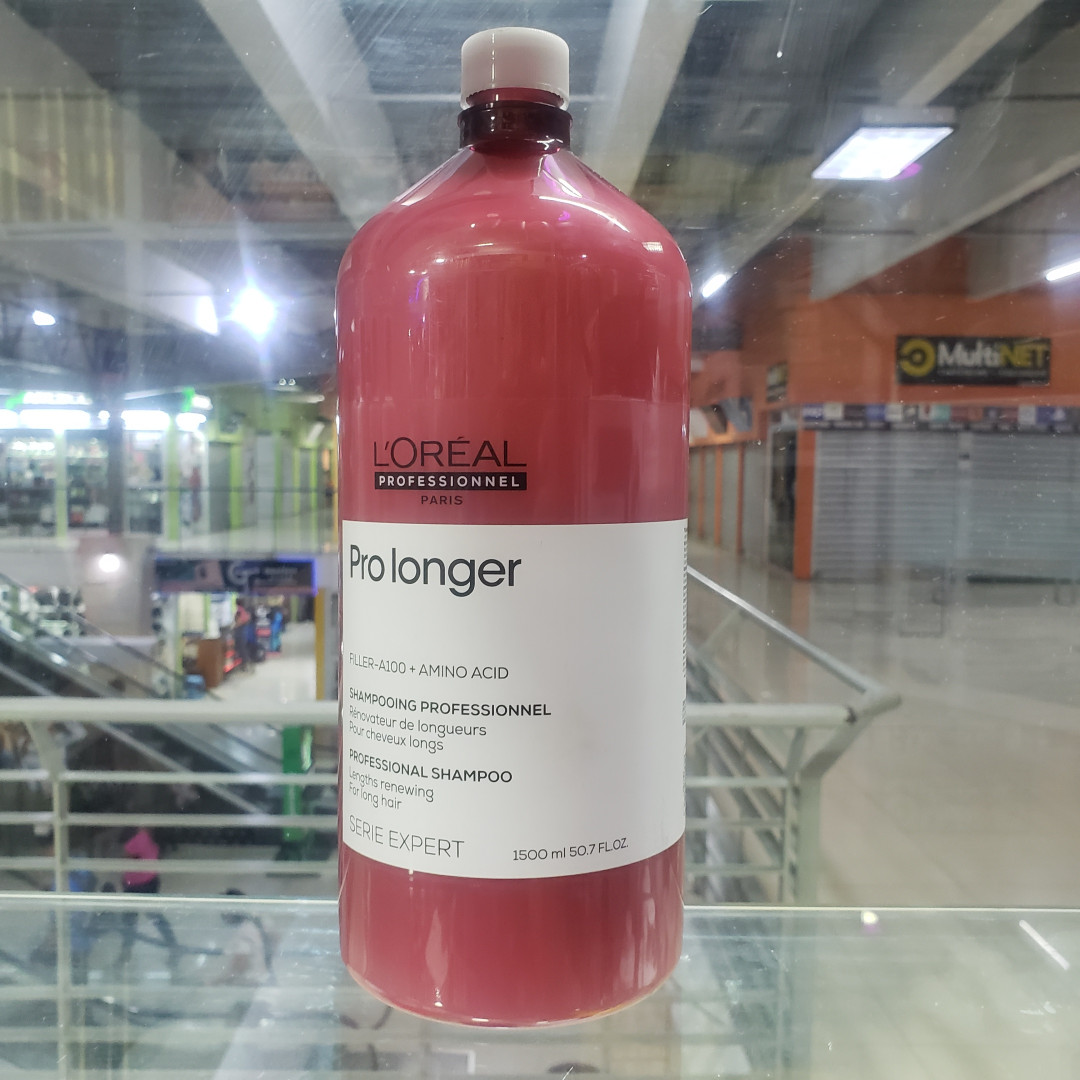 L'ORÉAL
PROFESSIONNEL
PARIS
Pro longer
FILLER-A100 + AMINO ACID
SHAMPOOING PROFESSIONNEL
Rénovateur de longueurs
Pour cheveux longs
PROFESSIONAL SHAMPOO
Lengths renewing
For long hair
SERIE EXPERT
1500 ml 50.7 FL.OZ.
MultiNET